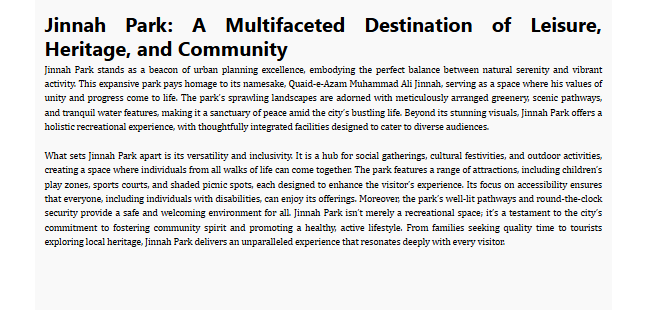 Jinnah Park: A Multifaceted Destination of Leisure,
Heritage, and Community
Jinnah Park stands as a beacon of urban planning excellence, embodying the perfect balance between natural serenity and vibrant
activity. This expansive park pays homage to its namesake, Quaid-e-Azam Muhammad Ali Jinnah, serving as a space where his values of
unity and progress come to life. The park's sprawling landscapes are adorned with meticulously arranged greenery, scenic pathways,
and tranquil water features, making it a sanctuary of peace amid the city's bustling life. Beyond its stunning visuals, Jinnah Park offers a
holistic recreational experience, with thoughtfully integrated facilities designed to cater to diverse audiences.
What sets Jinnah Park apart is its versatility and inclusivity. It is a hub for social gatherings, cultural festivities, and outdoor activities,
creating a space where individuals from all walks of life can come together. The park features a range of attractions, including children's
play zones, sports courts, and shaded picnic spots, each designed to enhance the visitor's experience. Its focus on accessibility ensures
that everyone, including individuals with disabilities, can enjoy its offerings. Moreover, the park's well-lit pathways and round-the-clock
security provide a safe and welcoming environment for all. Jinnah Park isn't merely a recreational space; it's a testament to the city's
commitment to fostering community spirit and promoting a healthy, active lifestyle. From families seeking quality time to tourists
exploring local heritage, Jinnah Park delivers an unparalleled experience that resonates deeply with every visitor.